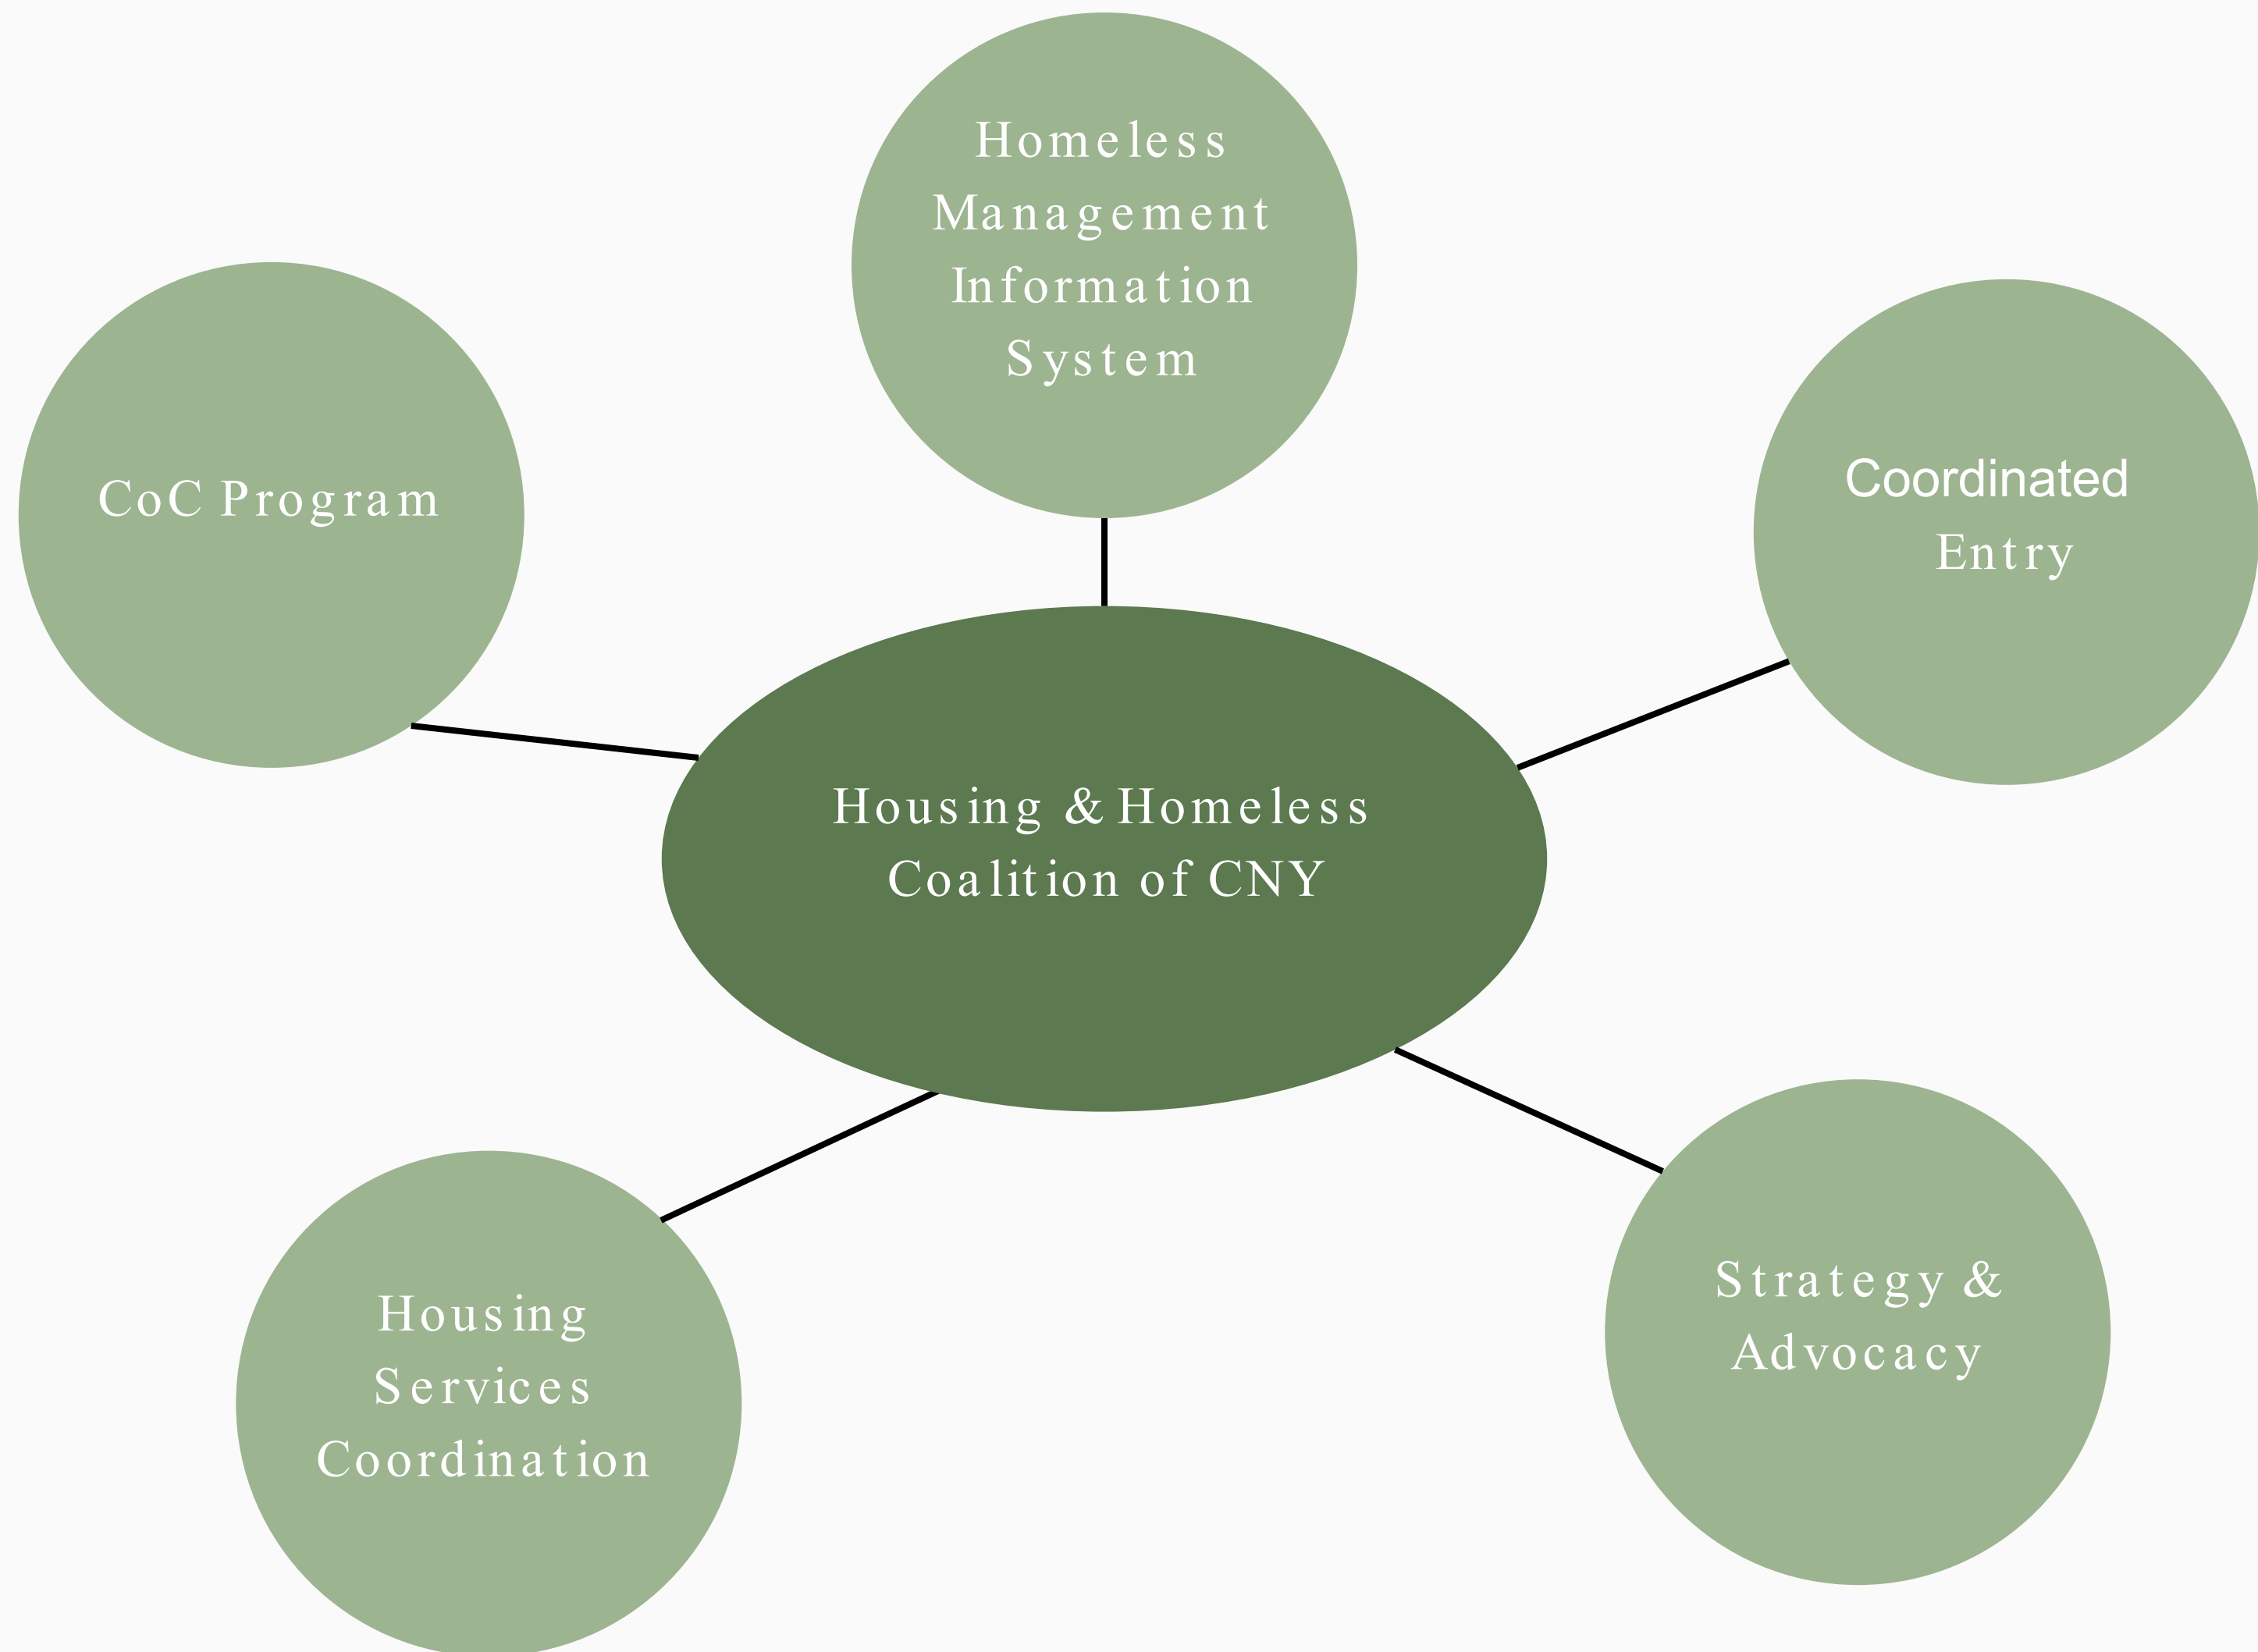 Homeless
Management
Information
System
CoC Program
Coordinated
Entry
Housing & Homeless
Coalition of CNY
Housing
Services
Coordination
Strategy &
Advocacy